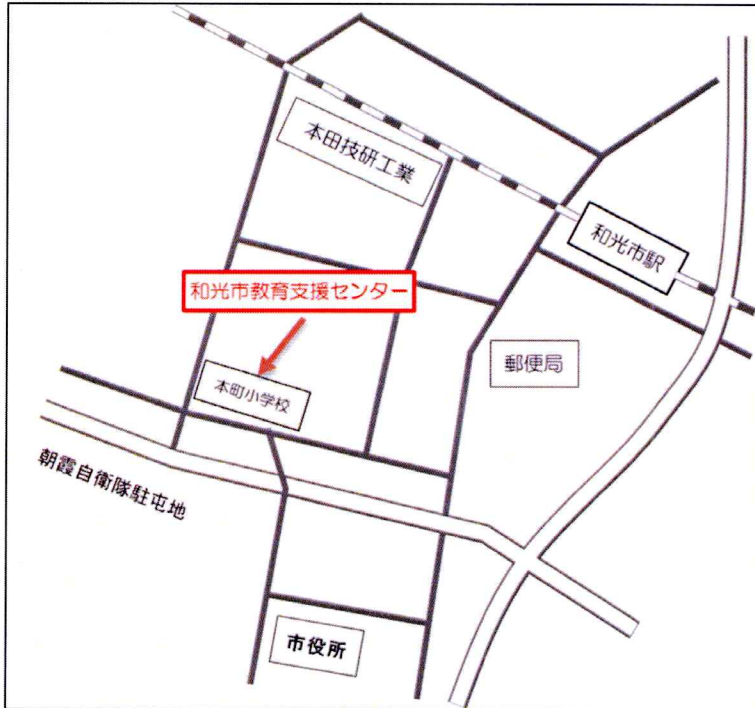 本田技研工業
和光市駅
和光市教育支援センター
郵便局
本町小学校
朝霞自衛隊駐屯地
市役所